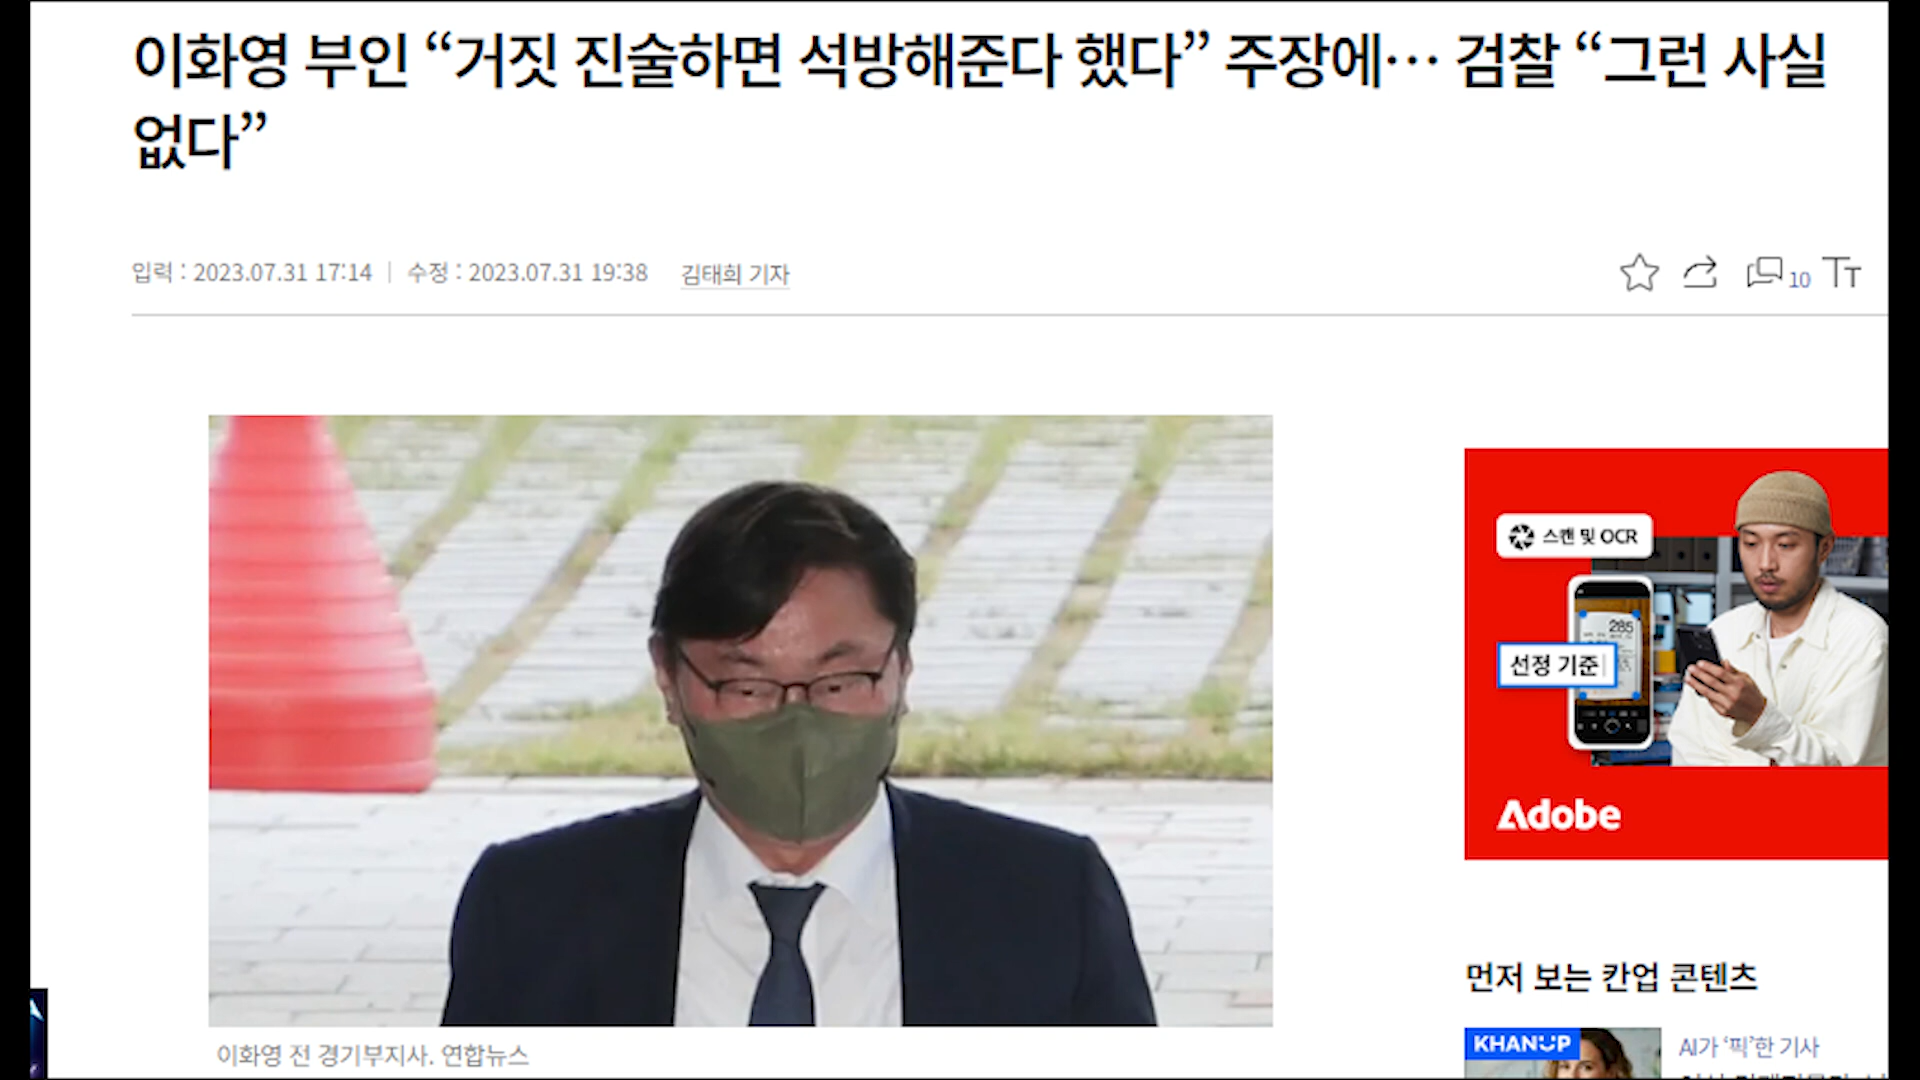 이화영 부인 “거짓 진술하면 석방해준다 했다” 주장에… 검찰 “그런 사실
없다”
입력 : 2023.07.31 17:14 | 수정 : 2023.07.31 19:38 김태희 기자
10 TT
스캔 및 OCR
285
선정 기준
Adobe
이화영 전 경기부지사. 연합뉴스
먼저 보는 칸업 콘텐츠
KHANUP
AI가 ‘픽’한 기사